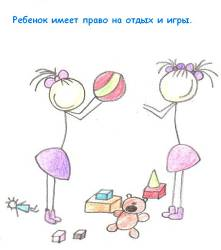 Ребенок имеет право на отдых и игры.